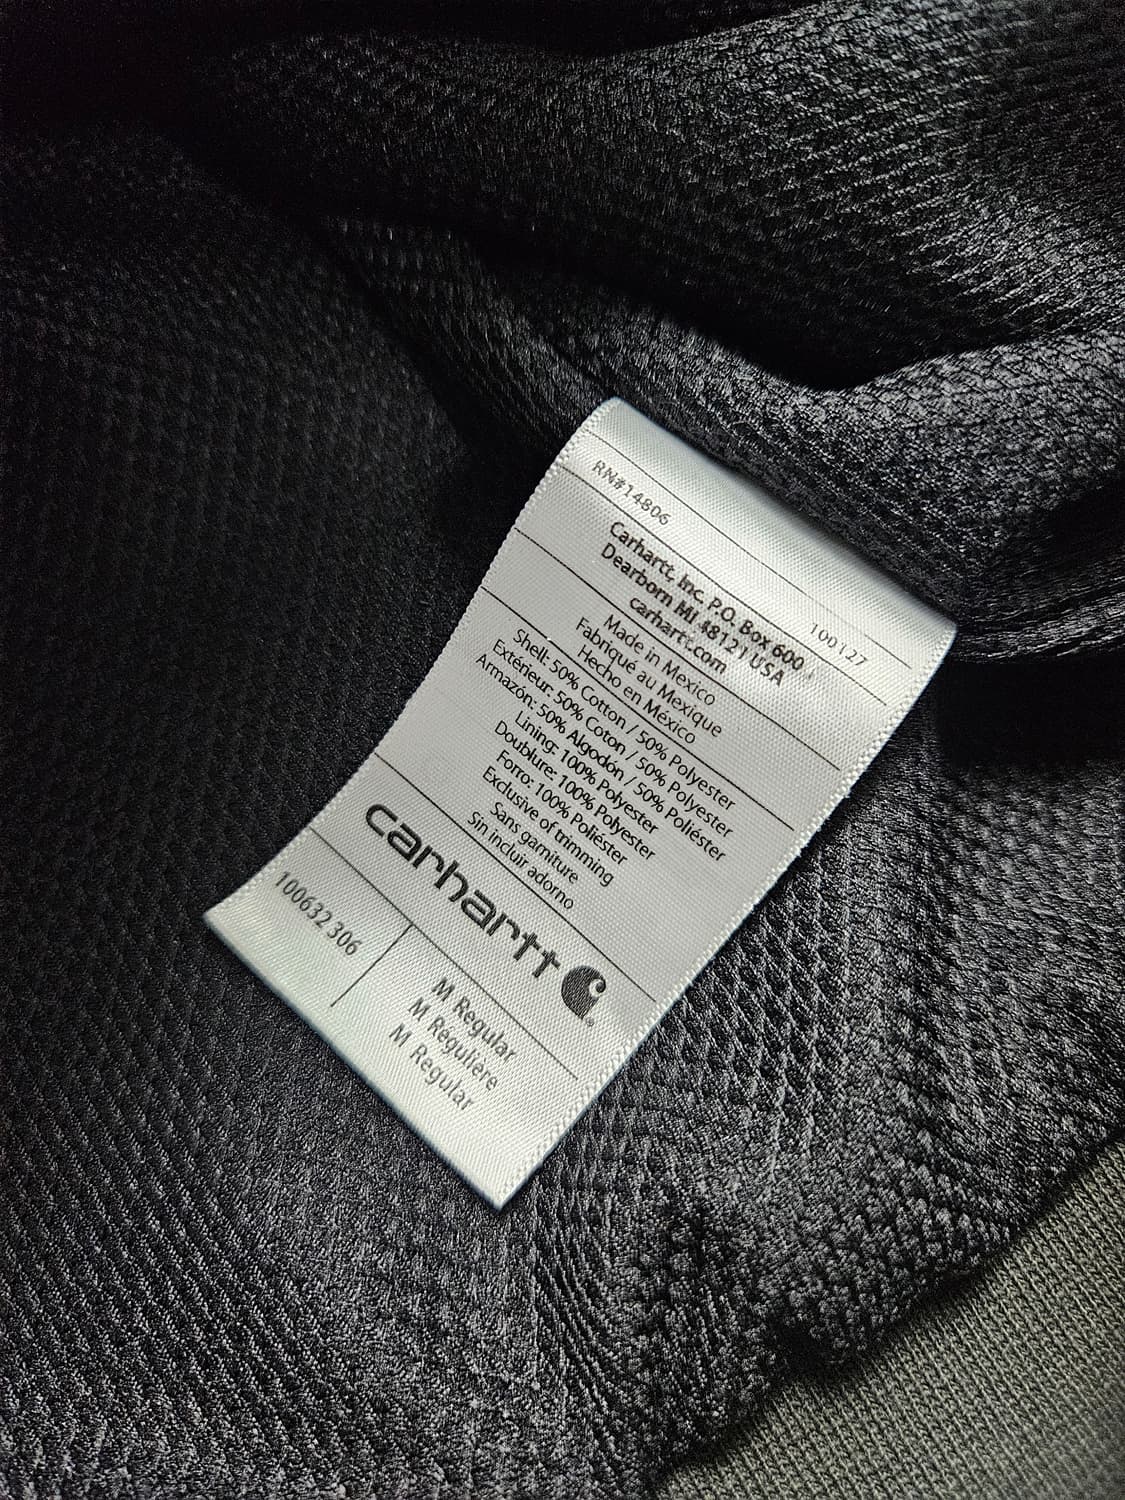 RN#14806
100127
Carhartt, Inc. P.O. Box 600
Dearborn MI 48121 USA
carhartt.com
Made in Mexico
Fabriqué au Mexique
Hecho en México
Shell: 50% Cotton / 50% Polyester
Extérieur: 50% Coton / 50% Polyester
Armazón: 50% Algodón / 50% Poliéster
Lining: 100% Polyester
Doublure: 100% Polyester
Forro: 100% Poliéster
Exclusive of trimming
Sans garniture
Sin incluir adorno
carhartt
100632 306
M Regular
M Régulière
M Regular